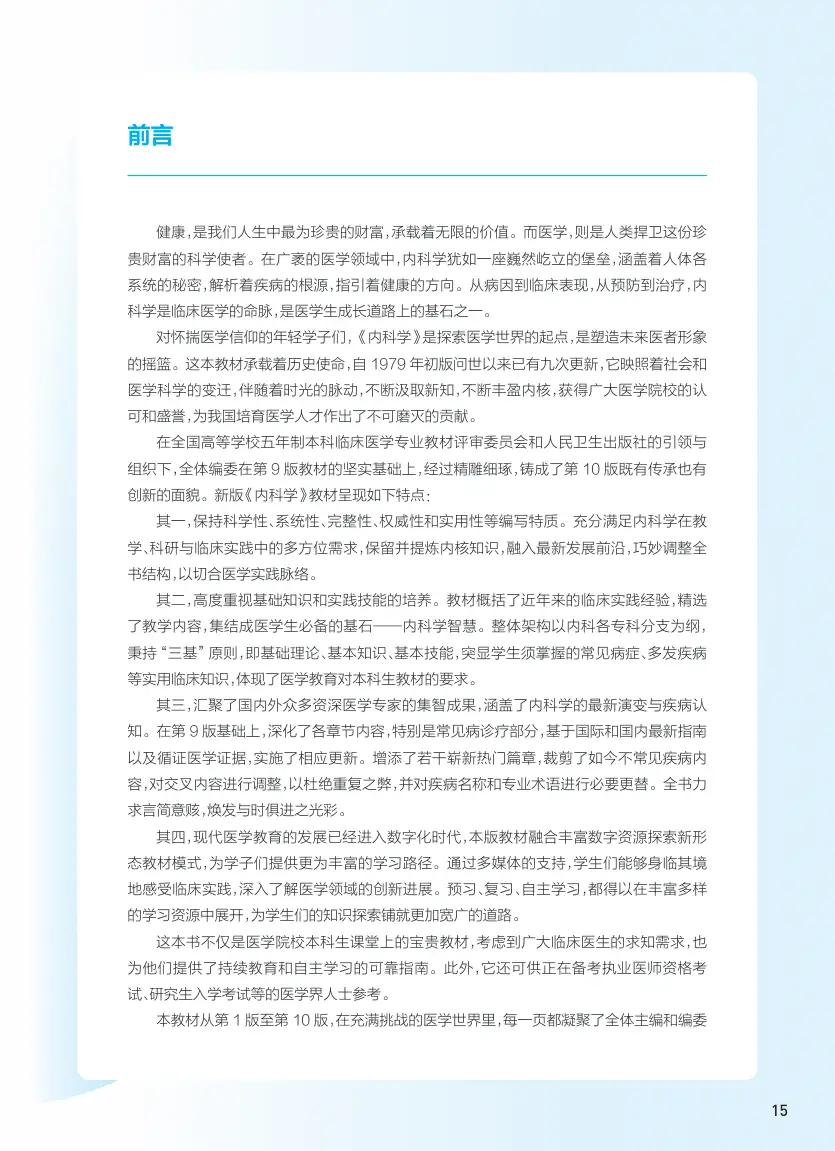 前言
健康,是我们人生中最为珍贵的财富,承载着无限的价值。而医学,则是人类捍卫这份珍
贵财富的科学使者。在广袤的医学领域中,内科学犹如一座巍然屹立的堡垒,涵盖着人体各
系统的秘密,解析着疾病的根源,指引着健康的方向。从病因到临床表现,从预防到治疗,内
科学是临床医学的命脉,是医学生成长道路上的基石之一。
对怀揣医学信仰的年轻学子们,《内科学》是探索医学世界的起点,是塑造未来医者形象
的摇篮。这本教材承载着历史使命,自 1979 年初版问世以来已有九次更新,它映照着社会和
医学科学的变迁,伴随着时光的脉动,不断汲取新知,不断丰盈内核,获得广大医学院校的认
可和盛誉,为我国培育医学人才作出了不可磨灭的贡献。
在全国高等学校五年制本科临床医学专业教材评审委员会和人民卫生出版社的引领与
组织下,全体编委在第 9 版教材的坚实基础上,经过精雕细琢,铸成了第 10 版既有传承也有
创新的面貌。新版《内科学》教材呈现如下特点:
其一,保持科学性、系统性、完整性、权威性和实用性等编写特质。充分满足内科学在教
学、科研与临床实践中的多方位需求,保留并提炼内核知识,融入最新发展前沿,巧妙调整全
书结构,以切合医学实践脉络。
其二,高度重视基础知识和实践技能的培养。教材概括了近年来的临床实践经验,精选
了教学内容,集结成医学生必备的基石——内科学智慧。整体架构以内科各专科分支为纲,
秉持“三基”原则,即基础理论、基本知识、基本技能,突显学生须掌握的常见病症、多发疾病
等实用临床知识,体现了医学教育对本科生教材的要求。
其三,汇聚了国内外众多资深医学专家的集智成果,涵盖了内科学的最新演变与疾病认
知。在第 9 版基础上,深化了各章节内容,特别是常见病诊疗部分,基于国际和国内最新指南
以及循证医学证据,实施了相应更新。增添了若干崭新热门篇章,裁剪了如今不常见疾病内
容,对交叉内容进行调整,以杜绝重复之弊,并对疾病名称和专业术语进行必要更替。全书力
求言简意赅,焕发与时俱进之光彩。
其四,现代医学教育的发展已经进入数字化时代,本版教材融合丰富数字资源探索新形
态教材模式,为学子们提供更为丰富的学习路径。通过多媒体的支持,学生们能够身临其境
地感受临床实践,深入了解医学领域的创新进展。预习、复习、自主学习,都得以在丰富多样
的学习资源中展开,为学生们的知识探索铺就更加宽广的道路。
这本书不仅是医学院校本科生课堂上的宝贵教材,考虑到广大临床医生的求知需求,也
为他们提供了持续教育和自主学习的可靠指南。此外,它还可供正在备考执业医师资格考
试、研究生入学考试等的医学界人士参考。
本教材从第 1 版至第 10 版,在充满挑战的医学世界里,每一页都凝聚了全体主编和编委
15